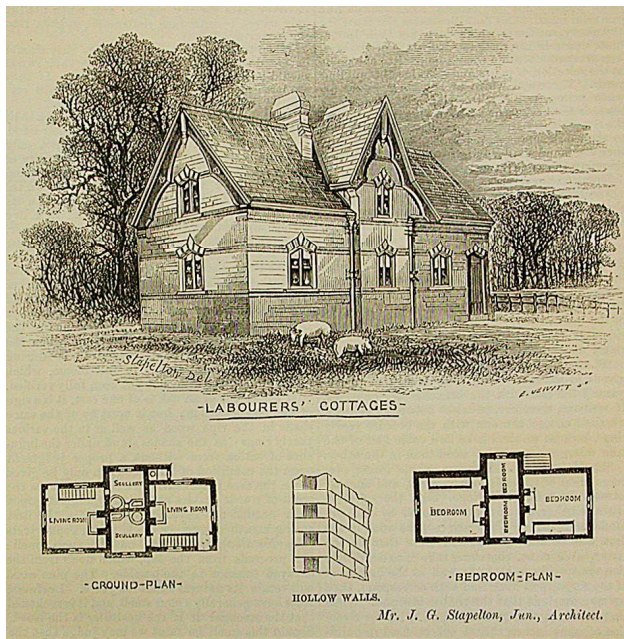 Stapelton Del.
E. HEWITT Sc
-LABOURERS' COTTAGES-
SCULLERY
LIVING ROOM
LIVING ROOM
SCULLERY
-GROUND-PLAN-
HOLLOW WALLS.
BEDROOM
BEDROOM
BEDROOM
BEDROOM
-BEDROOM-PLAN-
Mr. J. G. Stapelton, Jun., Architect.